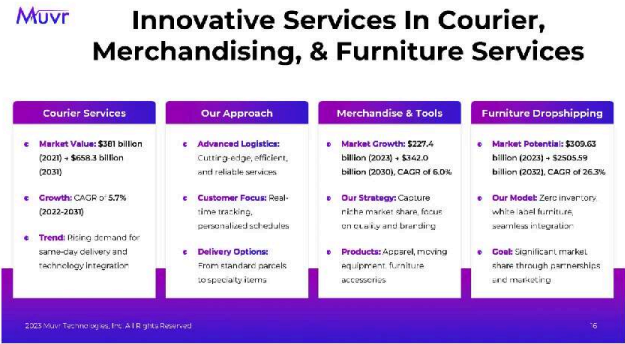 Muvr
Innovative Services In Courier,
Merchandising, & Furniture Services
Courier Services
Market Value: $381 billion
(2021) → $658.3 billion
(2031)
Growth: CAGR of 5.7%
(2022-2031)
Trend: Rising demand for
same-day delivery and
technology integration
Our Approach
Advanced Logistics:
Cutting-edge, efficient,
and reliable services
Customer Focus: Real-
time tracking,
personalized schedules
Delivery Options:
From standard parcels
to specialty items
Merchandise & Tools
Market Growth: $227.4
billion (2023) → $342.0
billion (2030), CAGR of 6.0%
Our Strategy: Capture
niche market share, focus
on quality and branding
Products: Apparel, moving
equipment, furniture
accessories
Furniture Dropshipping
Market Potential: $309.63
billion (2023) → $2505.59
billion (2032), CAGR of 26.3%
Our Model: Zero inventory,
white label furniture,
seamless integration
Goal: Significant market
share through partnerships
and marketing
2023 Muvr Technologies, Inc. All Rights Reserved
16